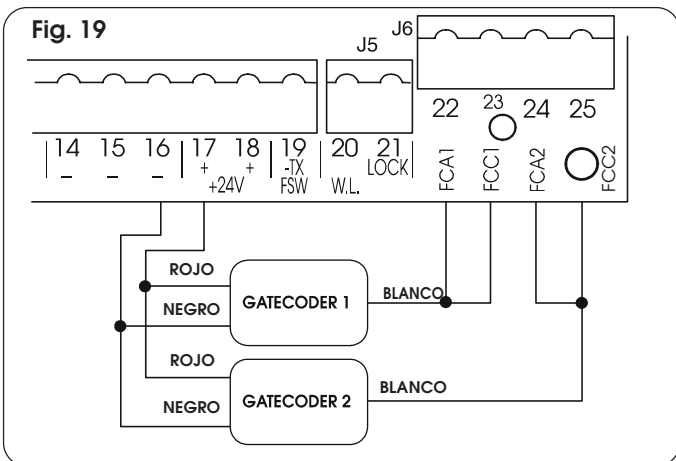 Fig. 19
J5
J6
22 23 24 25
14 15 16 17 18 19 20 21
– – – + + -TX LOCK
+24V FSW W.L.
FCA1 FCC1 FCA2 FCC2
ROJO
GATECODER 1
BLANCO
NEGRO
ROJO
GATECODER 2
BLANCO
NEGRO